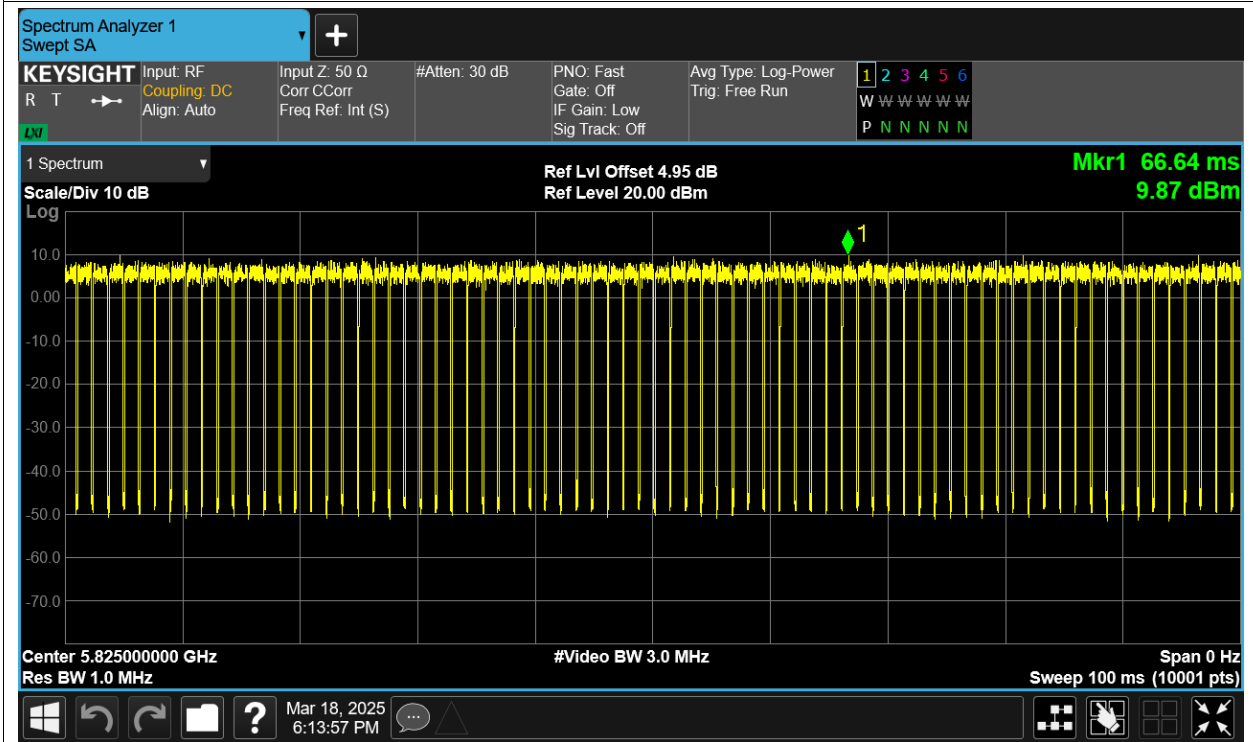 Spectrum Analyzer 1
Swept SA
+
KEYSIGHT
R T
LXI
Input: RF
Coupling: DC
Align: Auto
Input Z: 50 Ω
Corr CCorr
Freq Ref: Int (S)
#Atten: 30 dB
PNO: Fast
Gate: Off
IF Gain: Low
Sig Track: Off
Avg Type: Log-Power
Trig: Free Run
1 2 3 4 5 6
W W W W W W
P N N N N N
1 Spectrum
Scale/Div 10 dB
Log
Ref Lvl Offset 4.95 dB
Ref Level 20.00 dBm
Mkr1 66.64 ms
9.87 dBm
1
10.0
0.00
-10.0
-20.0
-30.0
-40.0
-50.0
-60.0
-70.0
Center 5.825000000 GHz
Res BW 1.0 MHz
#Video BW 3.0 MHz
Span 0 Hz
Sweep 100 ms (10001 pts)
?
Mar 18, 2025
6:13:57 PM